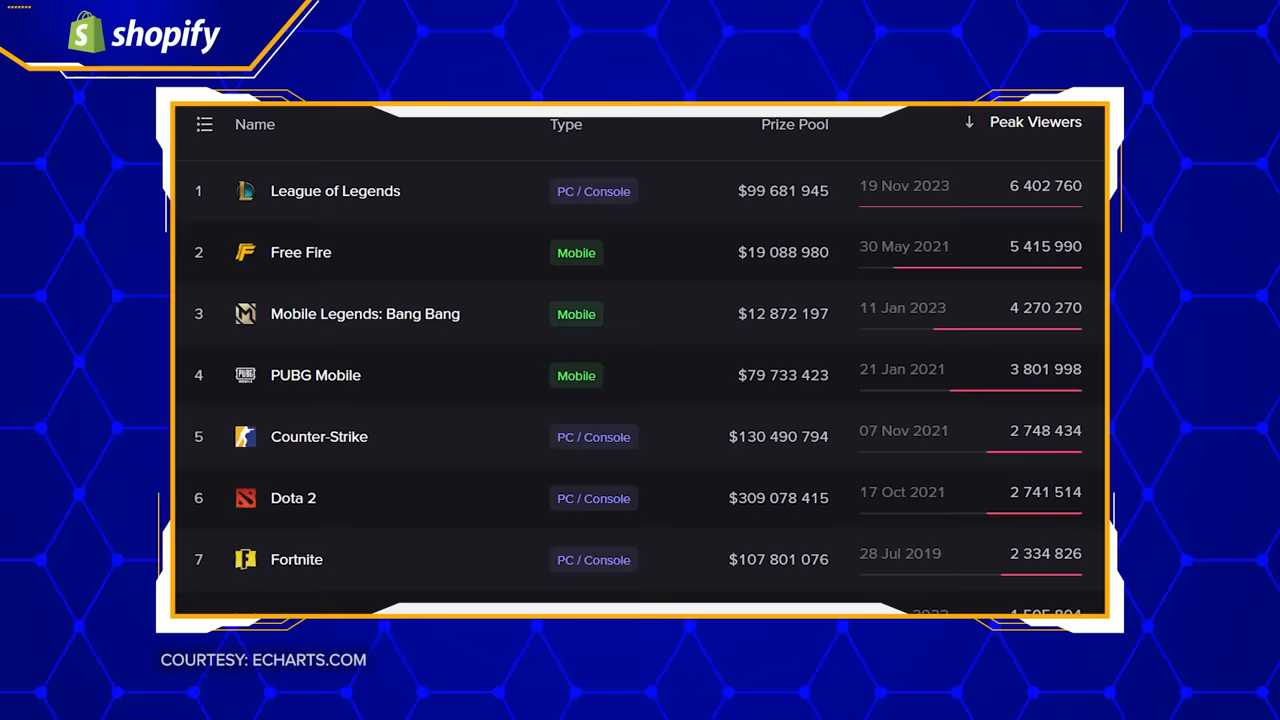 shopify
Name Type Prize Pool ↓ Peak Viewers
1 League of Legends PC / Console $99 681 945 19 Nov 2023 6 402 760
2 Free Fire Mobile $19 088 980 30 May 2021 5 415 990
3 Mobile Legends: Bang Bang Mobile $12 872 197 11 Jan 2023 4 270 270
4 PUBG Mobile Mobile $79 733 423 21 Jan 2021 3 801 998
5 Counter-Strike PC / Console $130 490 794 07 Nov 2021 2 748 434
6 Dota 2 PC / Console $309 078 415 17 Oct 2021 2 741 514
7 Fortnite PC / Console $107 801 076 28 Jul 2019 2 334 826
COURTESY: ECHARTS.COM